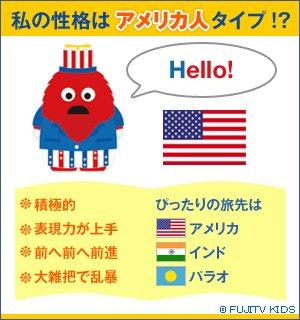 私の性格は アメリカ人タイプ!?
Hello!
❊ 積極的
❊ 表現力が上手
❊ 前へ前へ前進
❊ 大雑把で乱暴
ぴったりの旅先は
アメリカ
インド
パラオ
© FUJITV KIDS